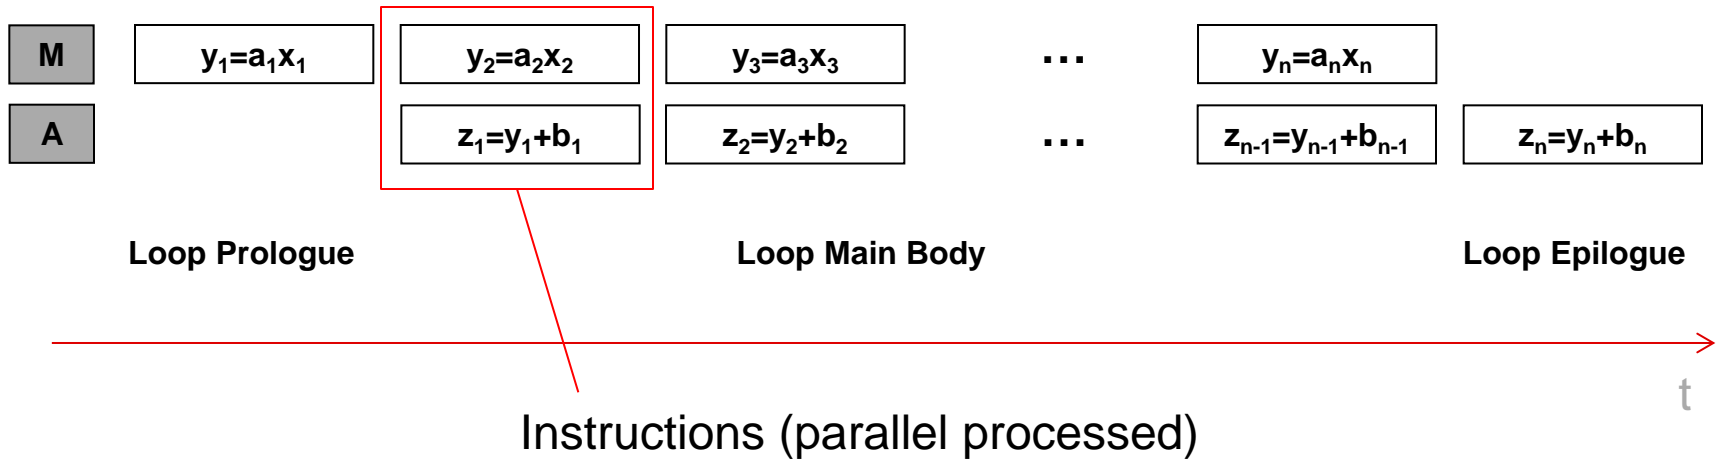 M y₁=a₁x₁ y₂=a₂x₂ y₃=a₃x₃ ... yₙ=aₙxₙ
A z₁=y₁+b₁ z₂=y₂+b₂ ... zₙ₋₁=yₙ₋₁+bₙ₋₁ zₙ=yₙ+bₙ
Loop Prologue Loop Main Body Loop Epilogue
t
Instructions (parallel processed)